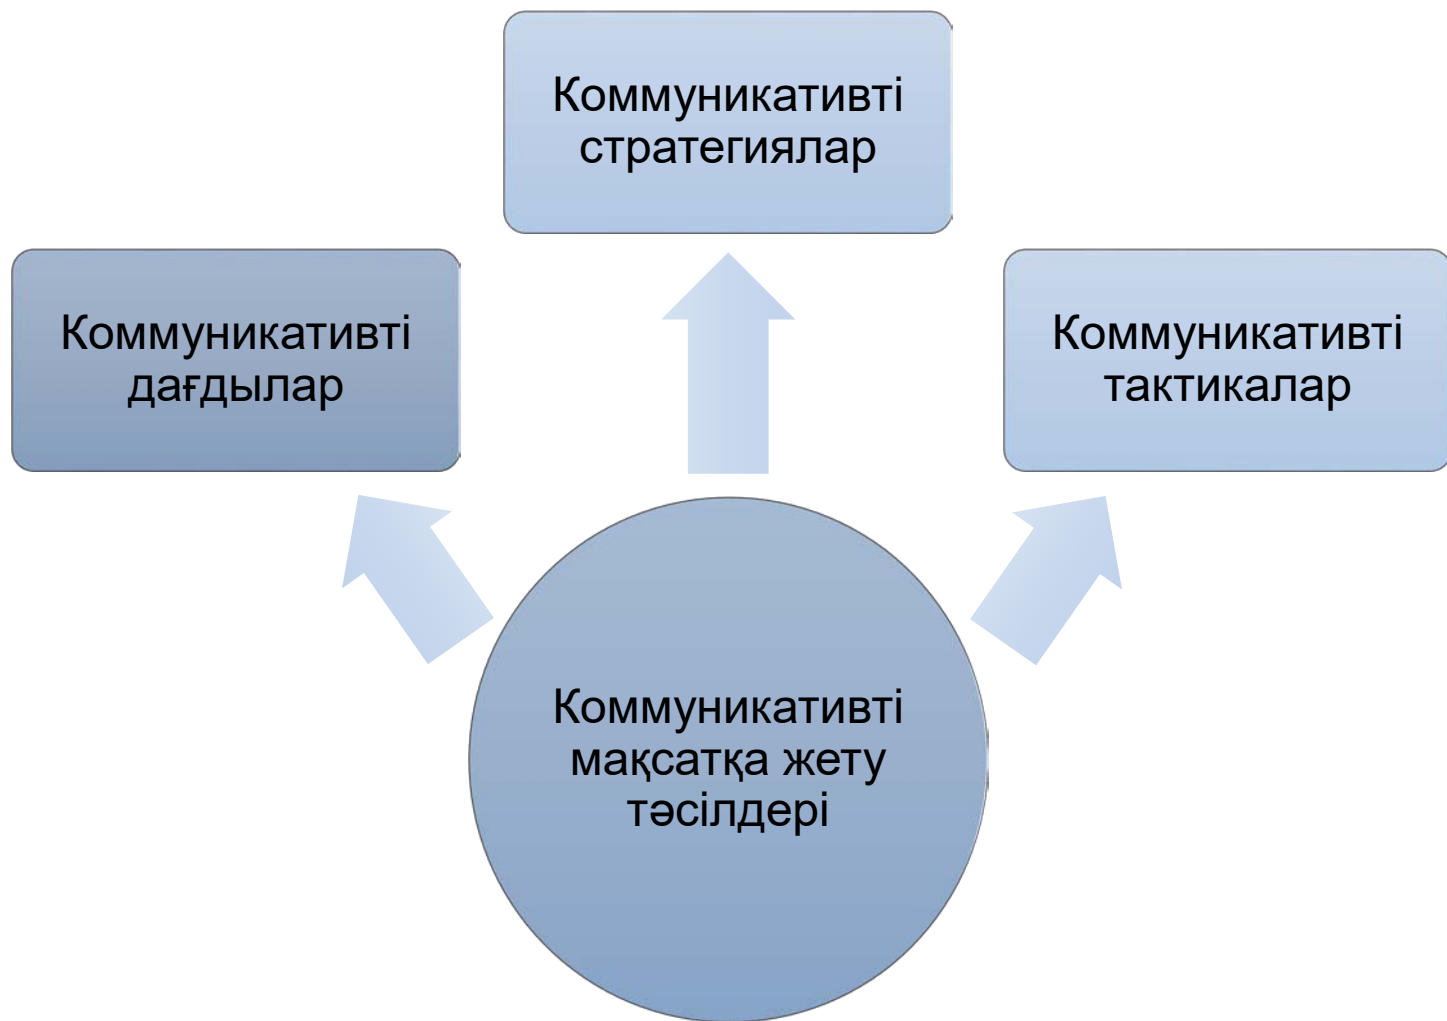 Коммуникативті
стратегиялар
Коммуникативті
дағдылар
Коммуникативті
тактикалар
Коммуникативті
мақсатқа жету
тәсілдері